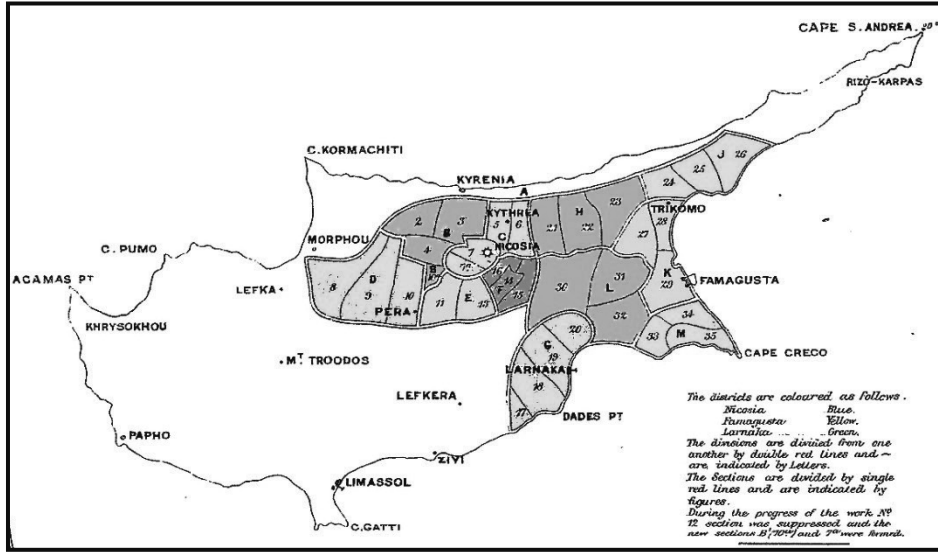 CAPE S. ANDREA.
RIZO-KARPAS
C. KORMACHITI
KYRENIA
A
J
26
25
24
23
H
2
3
5
KYTHREA
6
21
22
TRIKOMO
28
C
B
27
4
7
NICOSIA
C. PUMO
MORPHOU
16
31
K
29
FAMAGUSTA
ACAMAS PT
LEFKA
8
D
9
10
14
F
15
30
L
PERA
11
E
13
32
34
33
M
35
KHRYSOKHOU
20
G
19
CAPE CRECO
MT TROODOS
LARNAKA
18
LEFKERA
17
DADES PT
PAPHO
ZIYI
LIMASSOL
C. GATTI
The districts are coloured as follows.
Nicosia Blue.
Famagusta Yellow.
Larnaka Green.
The divisions are divided from one
another by double red lines and
are indicated by Letters.
The Sections are divided by single
red lines and are indicated by
figures.
During the progress of the work No
12 section was suppressed and the
new sections and 7a were formed.